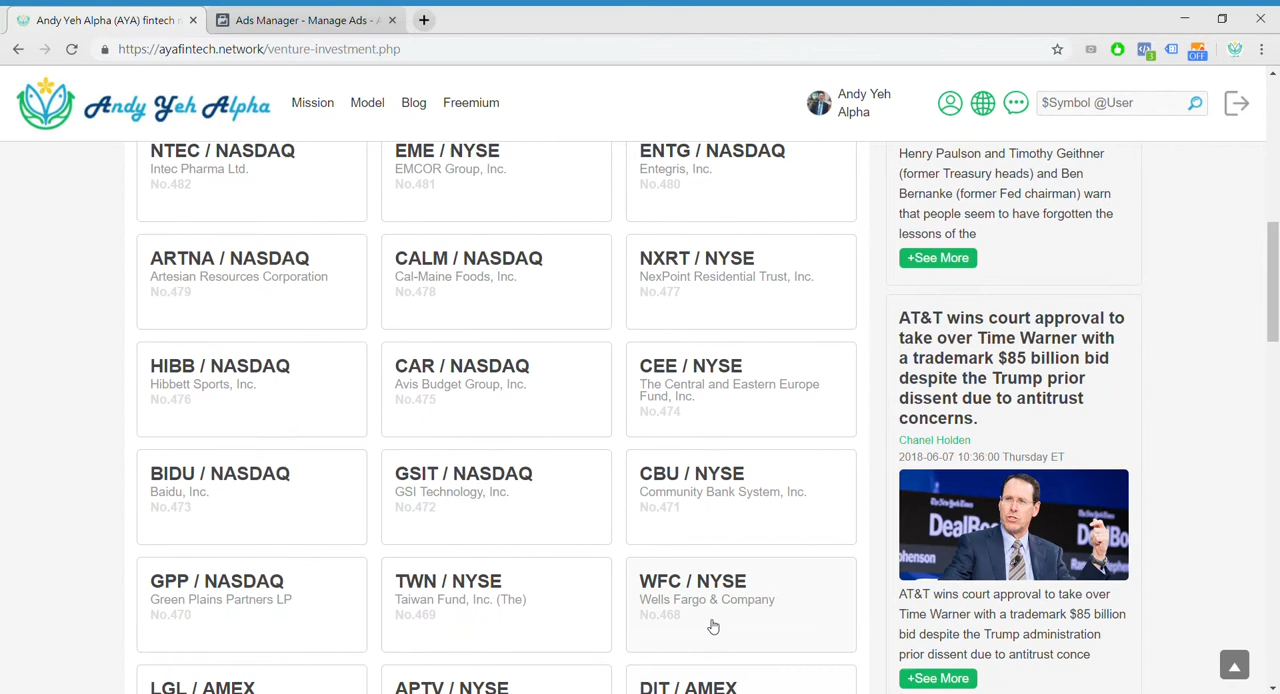 Andy Yeh Alpha (AYA) fintech n
Ads Manager - Manage Ads - A
https://ayafintech.network/venture-investment.php
3
OFF
Andy Yeh Alpha
Mission
Model
Blog
Freemium
Andy Yeh
Alpha
$Symbol @User
NTEC / NASDAQ
Intec Pharma Ltd.
No.482
EME / NYSE
EMCOR Group, Inc.
No.481
ENTG / NASDAQ
Entegris, Inc.
No.480
ARTNA / NASDAQ
Artesian Resources Corporation
No.479
CALM / NASDAQ
Cal-Maine Foods, Inc.
No.478
NXRT / NYSE
NexPoint Residential Trust, Inc.
No.477
HIBB / NASDAQ
Hibbett Sports, Inc.
No.476
CAR / NASDAQ
Avis Budget Group, Inc.
No.475
CEE / NYSE
The Central and Eastern Europe
Fund, Inc.
No.474
BIDU / NASDAQ
Baidu, Inc.
No.473
GSIT / NASDAQ
GSI Technology, Inc.
No.472
CBU / NYSE
Community Bank System, Inc.
No.471
GPP / NASDAQ
Green Plains Partners LP
No.470
TWN / NYSE
Taiwan Fund, Inc. (The)
No.469
WFC / NYSE
Wells Fargo & Company
No.468
LGL / AMEX
APTV / NYSE
DIT / AMEX
Henry Paulson and Timothy Geithner
(former Treasury heads) and Ben
Bernanke (former Fed chairman) warn
that people seem to have forgotten the
lessons of the
+See More
AT&T wins court approval to
take over Time Warner with
a trademark $85 billion bid
despite the Trump prior
dissent due to antitrust
concerns.
Chanel Holden
2018-06-07 10:36:00 Thursday ET
The New York Times
DealBo
henson
AT&T wins court approval to take over
Time Warner with a trademark $85 billion
bid despite the Trump administration
prior dissent due to antitrust conce
+See More